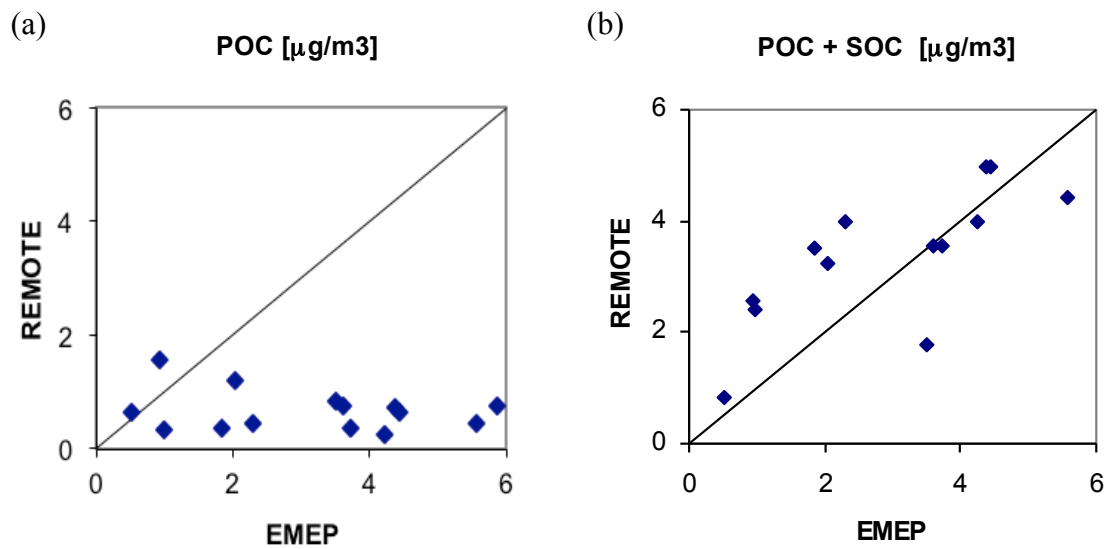 (a)
POC [μg/m3]
6
4
2
0
0 2 4 6
REMOTE
EMEP
(b)
POC + SOC [μg/m3]
6
4
2
0
0 2 4 6
REMOTE
EMEP